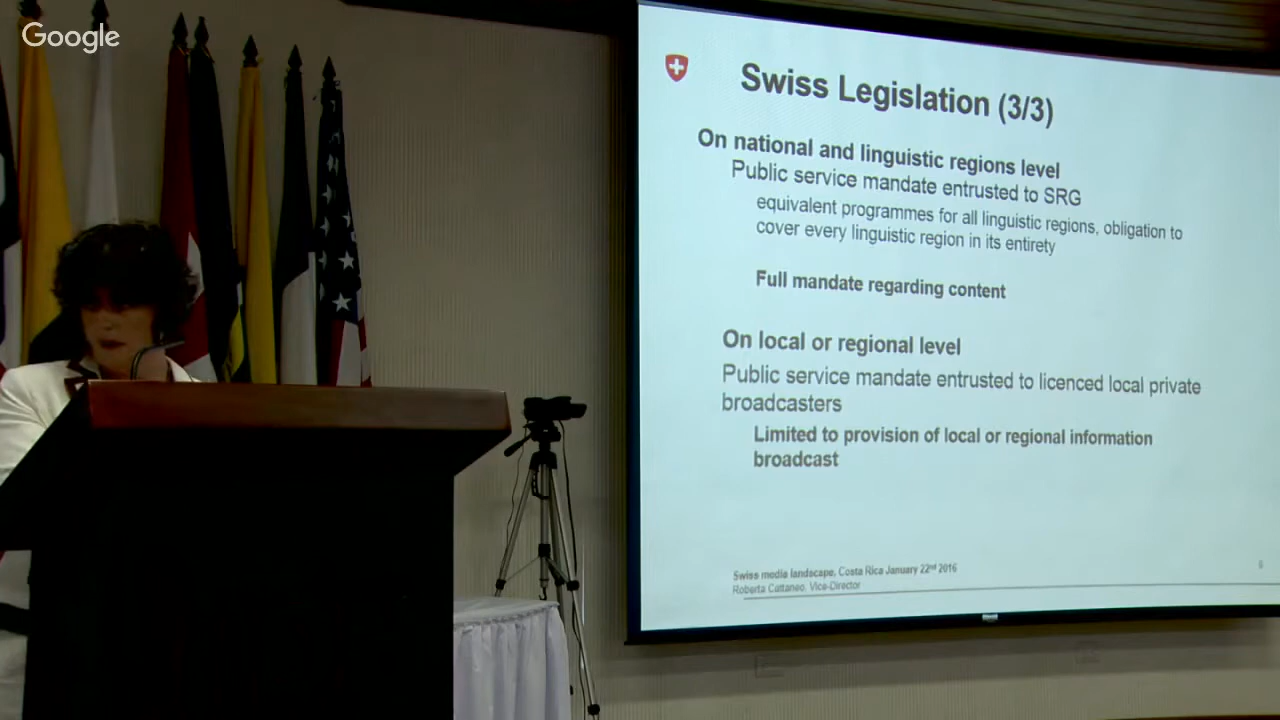 Google
Swiss Legislation (3/3)
On national and linguistic regions level
Public service mandate entrusted to SRG
equivalent programmes for all linguistic regions, obligation to
cover every linguistic region in its entirety
Full mandate regarding content
On local or regional level
Public service mandate entrusted to licenced local private
broadcasters
Limited to provision of local or regional information
broadcast
Swiss media landscape, Costa Rica January 22nd 2016
Roberta Cattaneo, Vice-Director